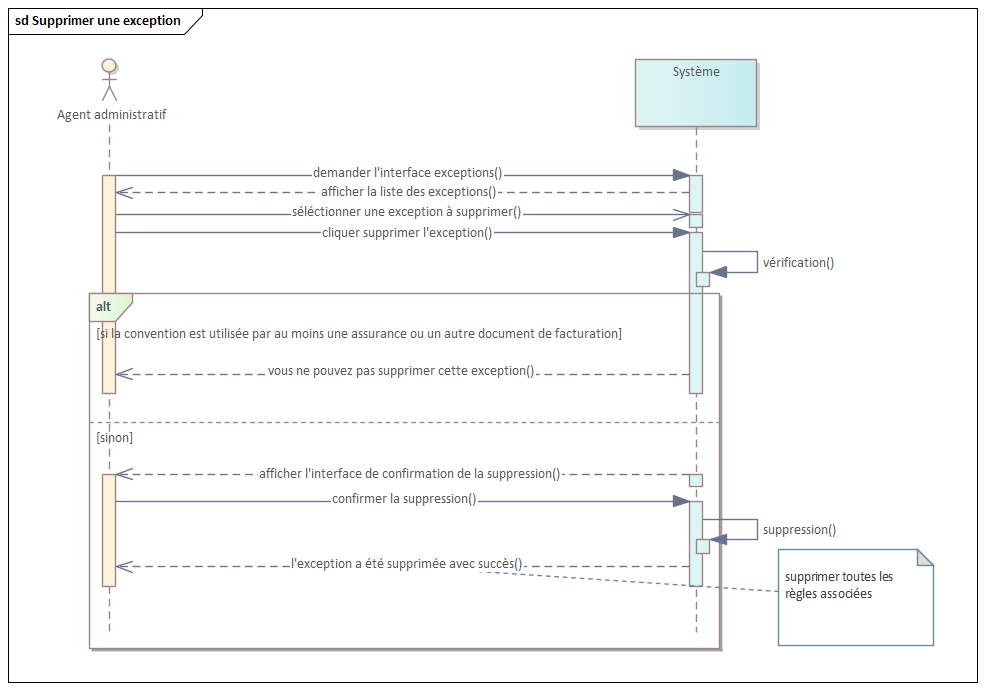 sd Supprimer une exception
Agent administratif
Système
demander l'interface exceptions()
afficher la liste des exceptions()
séléctionner une exception à supprimer()
cliquer supprimer l'exception()
vérification()
alt
[si la convention est utilisée par au moins une assurance ou un autre document de facturation]
vous ne pouvez pas supprimer cette exception()
[sinon]
afficher l'interface de confirmation de la suppression()
confirmer la suppression()
suppression()
l'exception a été supprimée avec succès()
supprimer toutes les
règles associées